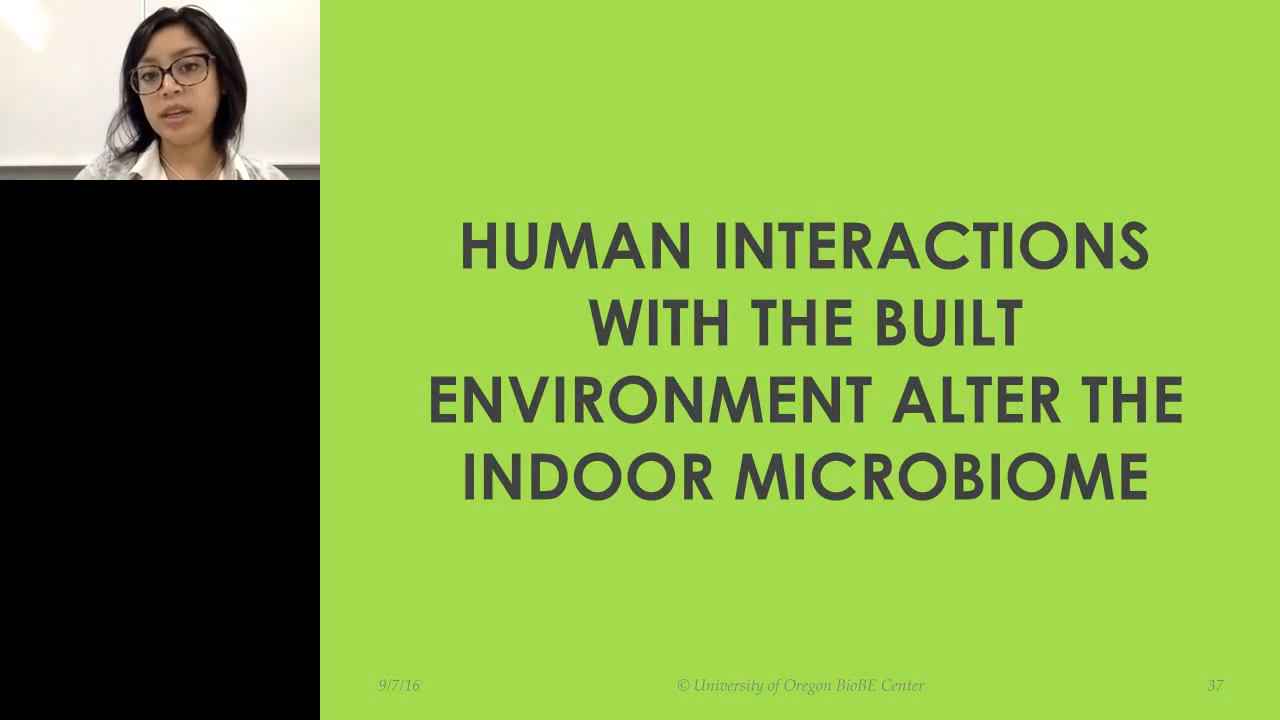 HUMAN INTERACTIONS
WITH THE BUILT
ENVIRONMENT ALTER THE
INDOOR MICROBIOME
9/7/16
© University of Oregon BioBE Center
37